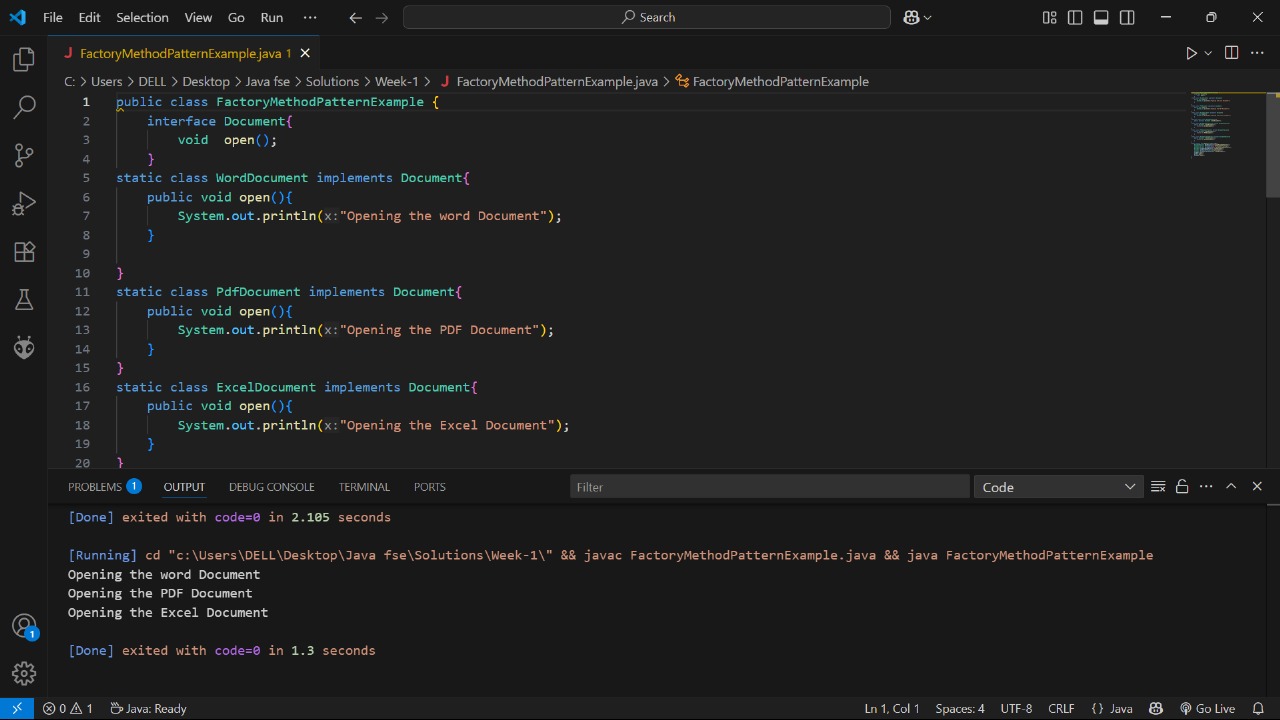 File Edit Selection View Go Run ··· Search
J FactoryMethodPatternExample.java 1
C: > Users > DELL > Desktop > Java fse > Solutions > Week-1 > J FactoryMethodPatternExample.java > FactoryMethodPatternExample
1 public class FactoryMethodPatternExample {
2 interface Document{
3 void  open();
4 }
5 static class WordDocument implements Document{
6 public void open(){
7 System.out.println(x:"Opening the word Document");
8 }
9
10 }
11 static class PdfDocument implements Document{
12 public void open(){
13 System.out.println(x:"Opening the PDF Document");
14 }
15 }
16 static class ExcelDocument implements Document{
17 public void open(){
18 System.out.println(x:"Opening the Excel Document");
19 }
20 }
PROBLEMS 1 OUTPUT DEBUG CONSOLE TERMINAL PORTS Filter Code
[Done] exited with code=0 in 2.105 seconds
[Running] cd "c:\Users\DELL\Desktop\Java fse\Solutions\Week-1\" && javac FactoryMethodPatternExample.java && java FactoryMethodPatternExample
Opening the word Document
Opening the PDF Document
Opening the Excel Document
[Done] exited with code=0 in 1.3 seconds
1
0 1 Java: Ready Ln 1, Col 1 Spaces: 4 UTF-8 CRLF {} Java Go Live